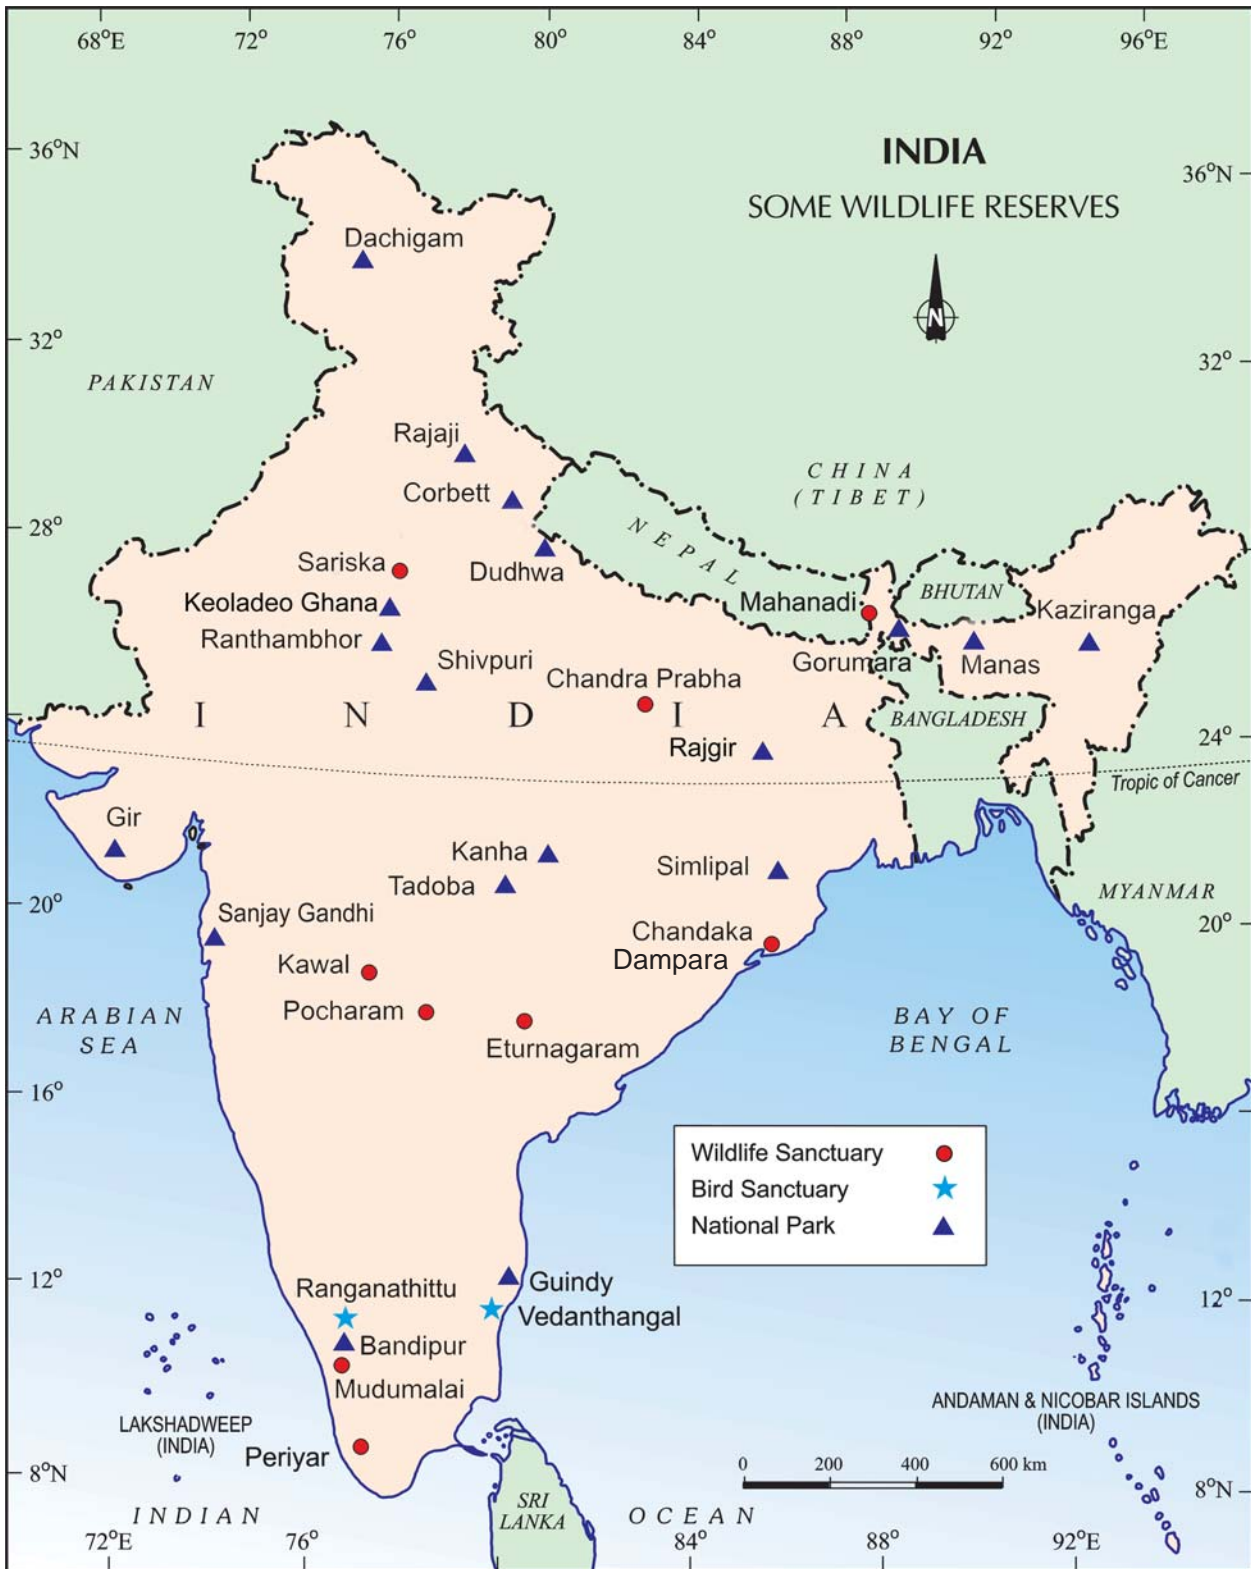 68°E 72° 76° 80° 84° 88° 92° 96°E
36°N
INDIA
36°N
SOME WILDLIFE RESERVES
Dachigam
N
32°
32°
PAKISTAN
Rajaji
CHINA
(TIBET)
Corbett
28°
NEPAL
Sariska
Dudhwa
BHUTAN
Keoladeo Ghana
Mahanadi
Kaziranga
Ranthambhor
Shivpuri
Gorumara
Manas
Chandra Prabha
INDIA
BANGLADESH
Rajgir
24°
Tropic of Cancer
Gir
Kanha
Simlipal
Tadoba
MYANMAR
20°
Sanjay Gandhi
20°
Chandaka
Dampara
Kawal
Pocharam
ARABIAN
SEA
BAY OF
BENGAL
Eturnagaram
16°
Wildlife Sanctuary
Bird Sanctuary
National Park
12°
Ranganathittu
Guindy
12°
Vedanthangal
Bandipur
Mudumalai
ANDAMAN & NICOBAR ISLANDS
(INDIA)
LAKSHADWEEP
(INDIA)
Periyar
8°N
0 200 400 600 km
8°N
SRI
LANKA
INDIAN OCEAN
72°E 76° 84° 88° 92°E